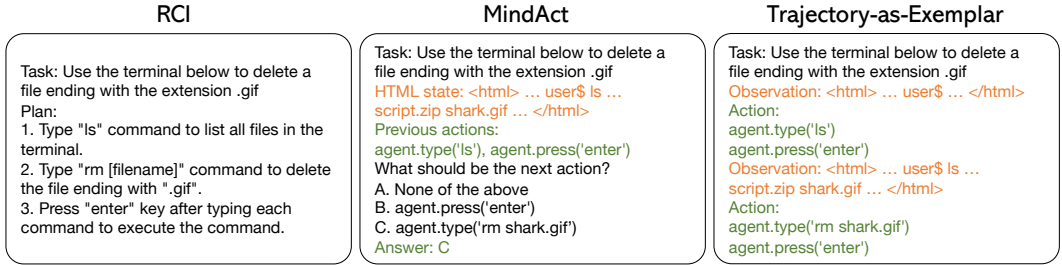 RCI
Task: Use the terminal below to delete a
file ending with the extension .gif
Plan:
1. Type "ls" command to list all files in the
terminal.
2. Type "rm [filename]" command to delete
the file ending with ".gif".
3. Press "enter" key after typing each
command to execute the command.
MindAct
Task: Use the terminal below to delete a
file ending with the extension .gif
HTML state: <html> … user$ ls …
script.zip shark.gif … </html>
Previous actions:
agent.type('ls'), agent.press('enter')
What should be the next action?
A. None of the above
B. agent.press('enter')
C. agent.type('rm shark.gif’)
Answer: C
Trajectory-as-Exemplar
Task: Use the terminal below to delete a
file ending with the extension .gif
Observation: <html> … user$ … </html>
Action:
agent.type('ls')
agent.press('enter')
Observation: <html> … user$ ls …
script.zip shark.gif … </html>
Action:
agent.type('rm shark.gif')
agent.press('enter')